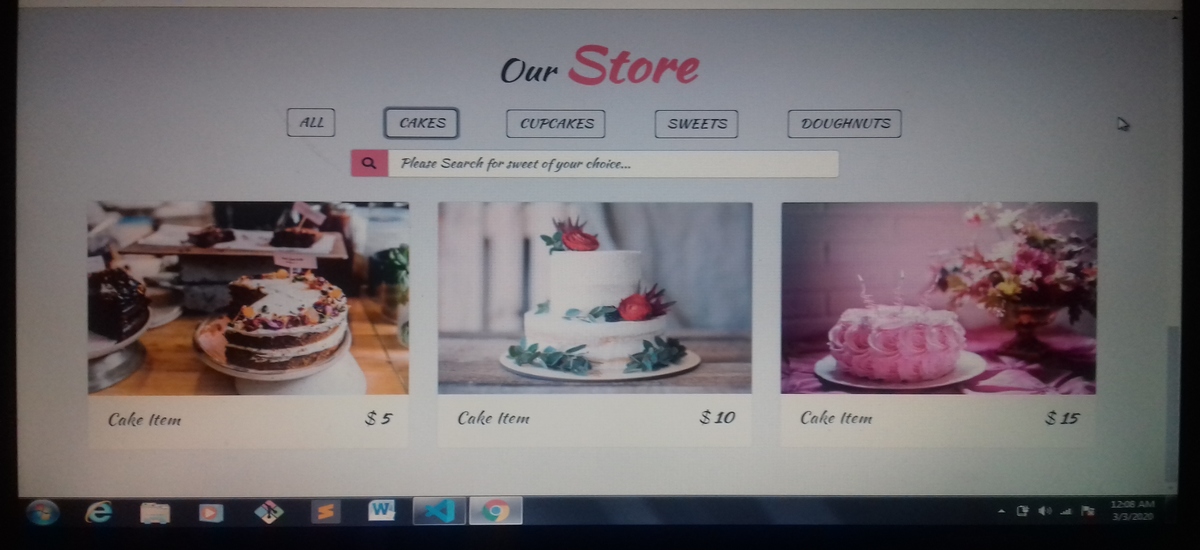 Our Store
ALL CAKES CUPCAKES SWEETS DOUGHNUTS
Please Search for sweet of your choice...
Cake Item $ 5
Cake Item $ 10
Cake Item $ 15
12:08 AM
3/3/2020